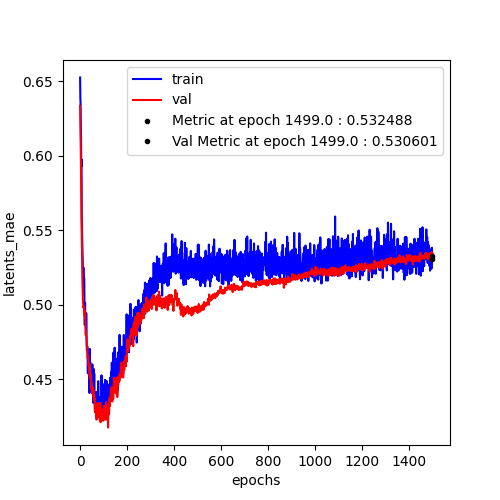 train
val
Metric at epoch 1499.0 : 0.532488
Val Metric at epoch 1499.0 : 0.530601
0.65
0.60
0.55
0.50
0.45
latents_mae
0 200 400 600 800 1000 1200 1400
epochs